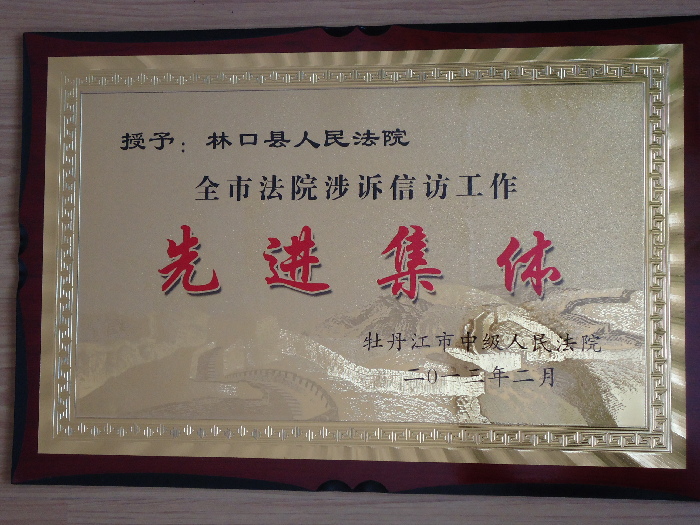 授予：林口县人民法院
全市法院涉诉信访工作
先进集体
牡丹江市中级人民法院
二〇一三年二月